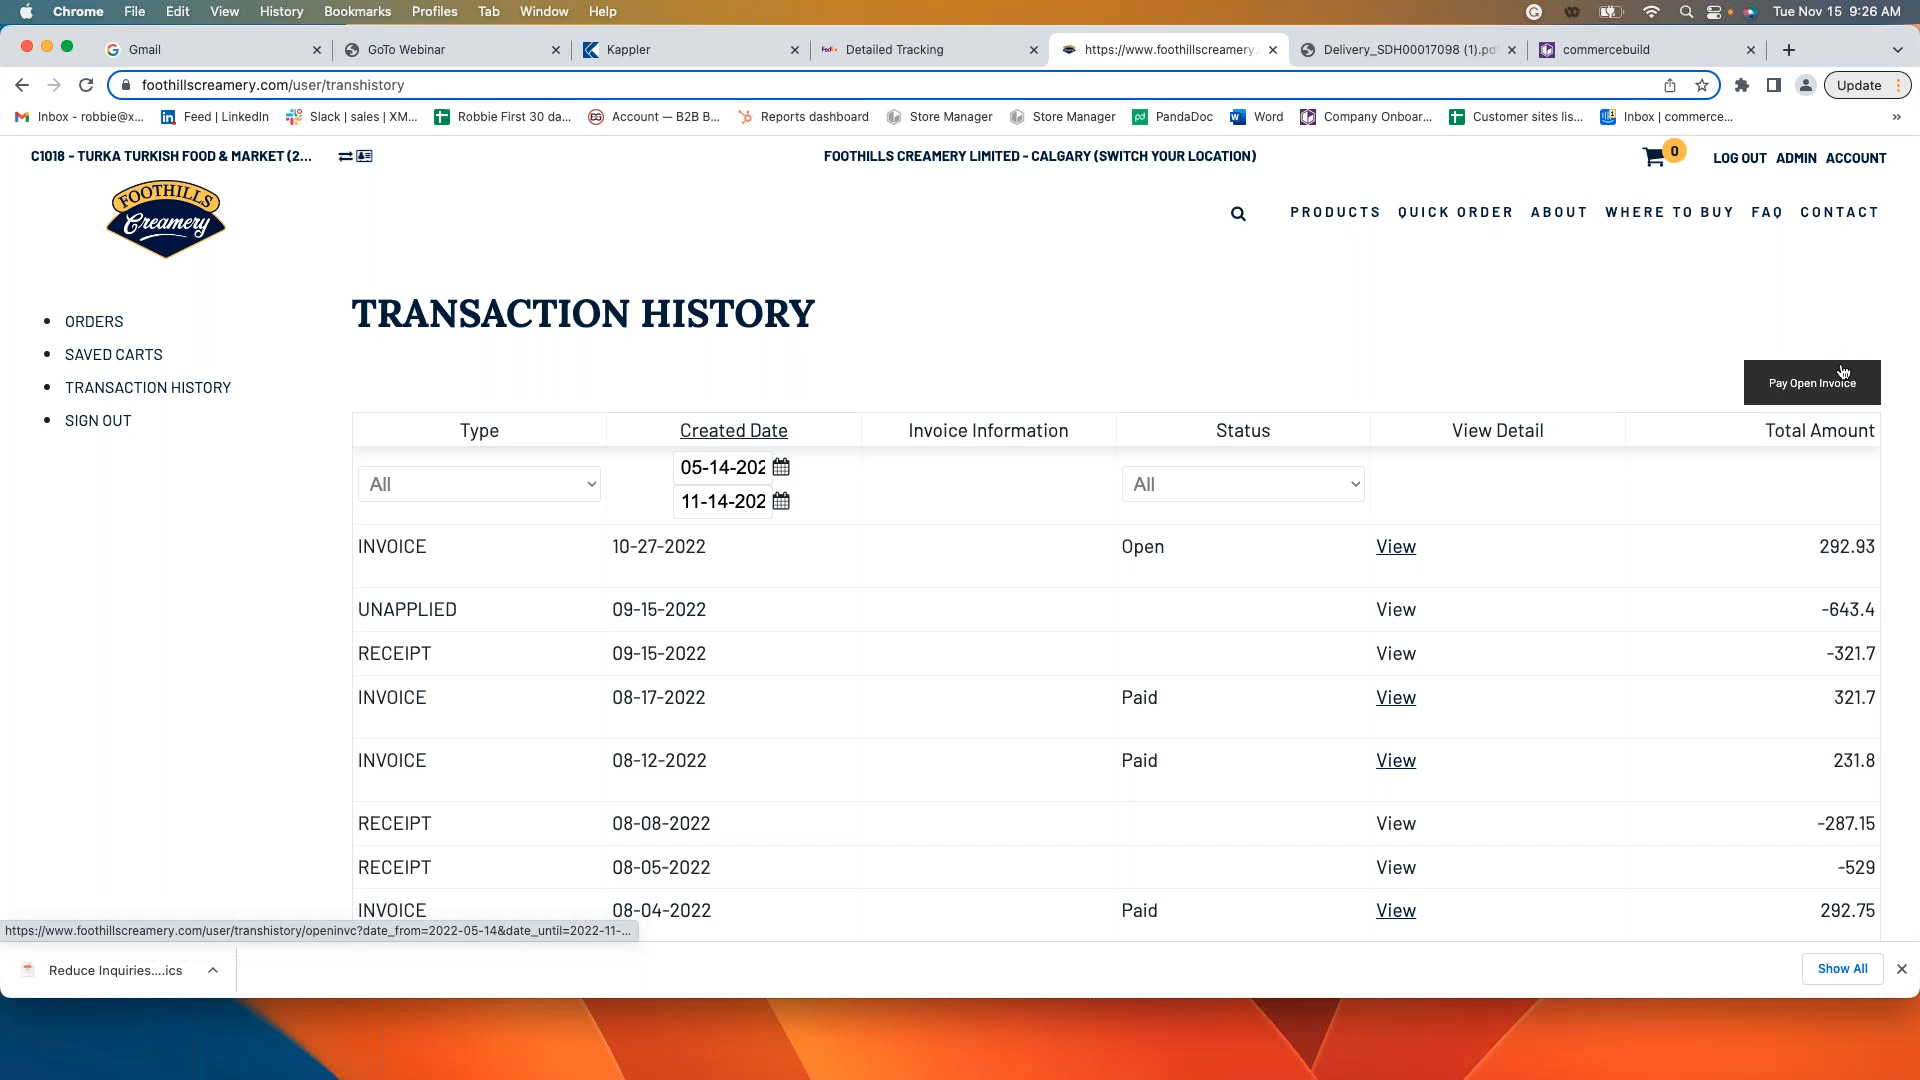 Chrome File Edit View History Bookmarks Profiles Tab Window Help Tue Nov 15 9:26 AM
Gmail GoTo Webinar Kappler Detailed Tracking https://www.foothillscreamery. Delivery_SDH00017098 (1).pdf commercebuild
foothillscreamery.com/user/transhistory Update
Inbox - robbie@x... Feed | LinkedIn Slack | sales | XM... Robbie First 30 da... Account — B2B B... Reports dashboard Store Manager Store Manager PandaDoc Word Company Onboar... Customer sites lis... Inbox | commerce... »
C1018 - TURKA TURKISH FOOD & MARKET (2... FOOTHILLS CREAMERY LIMITED - CALGARY (SWITCH YOUR LOCATION) 0 LOG OUT ADMIN ACCOUNT
FOOTHILLS
Creamery
PRODUCTS QUICK ORDER ABOUT WHERE TO BUY FAQ CONTACT
TRANSACTION HISTORY
ORDERS
SAVED CARTS
TRANSACTION HISTORY
SIGN OUT
Pay Open Invoice
Type Created Date Invoice Information Status View Detail Total Amount
All 05-14-202 All
11-14-202
INVOICE 10-27-2022 Open View 292.93
UNAPPLIED 09-15-2022 View -643.4
RECEIPT 09-15-2022 View -321.7
INVOICE 08-17-2022 Paid View 321.7
INVOICE 08-12-2022 Paid View 231.8
RECEIPT 08-08-2022 View -287.15
RECEIPT 08-05-2022 View -529
INVOICE 08-04-2022 Paid View 292.75
https://www.foothillscreamery.com/user/transhistory/openinvc?date_from=2022-05-14&date_until=2022-11-...
Reduce Inquiries....ics Show All